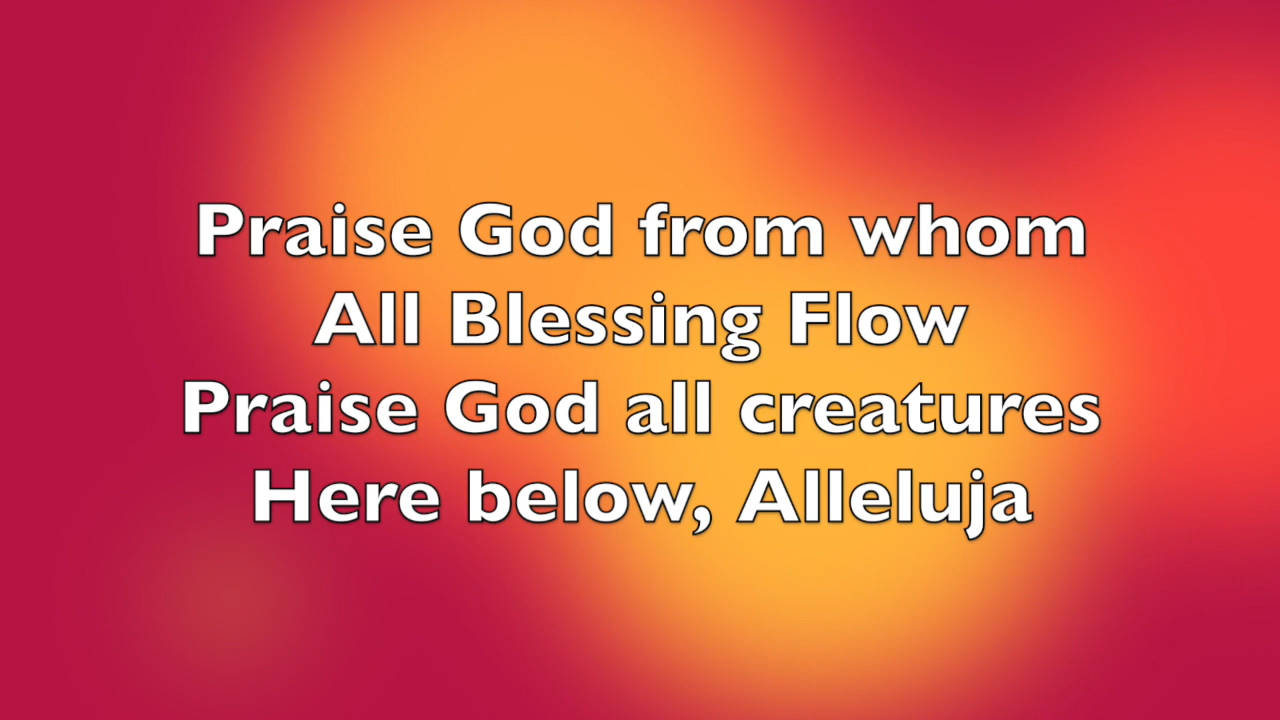 Praise God from whom
All Blessing Flow
Praise God all creatures
Here below, Alleluja